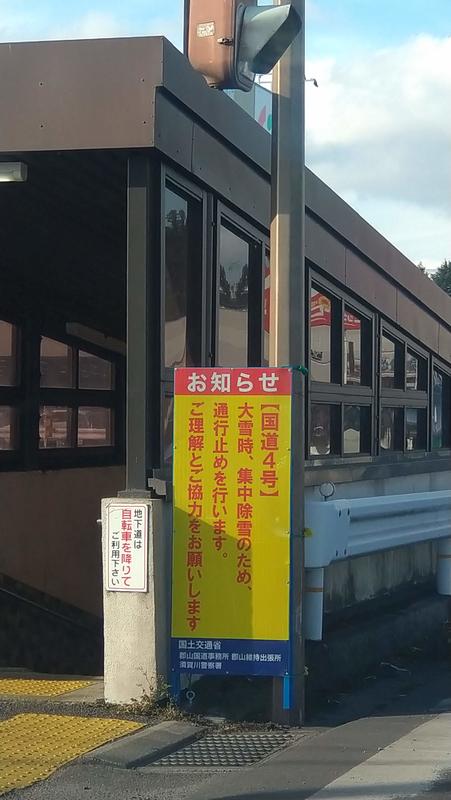 お知らせ
【国道4号】
大雪時、集中除雪のため、
通行止めを行います。
ご理解とご協力をお願いします
国土交通省
郡山国道事務所 郡山維持出張所
須賀川警察署
地下道は
自転車を降りて
ご利用下さい